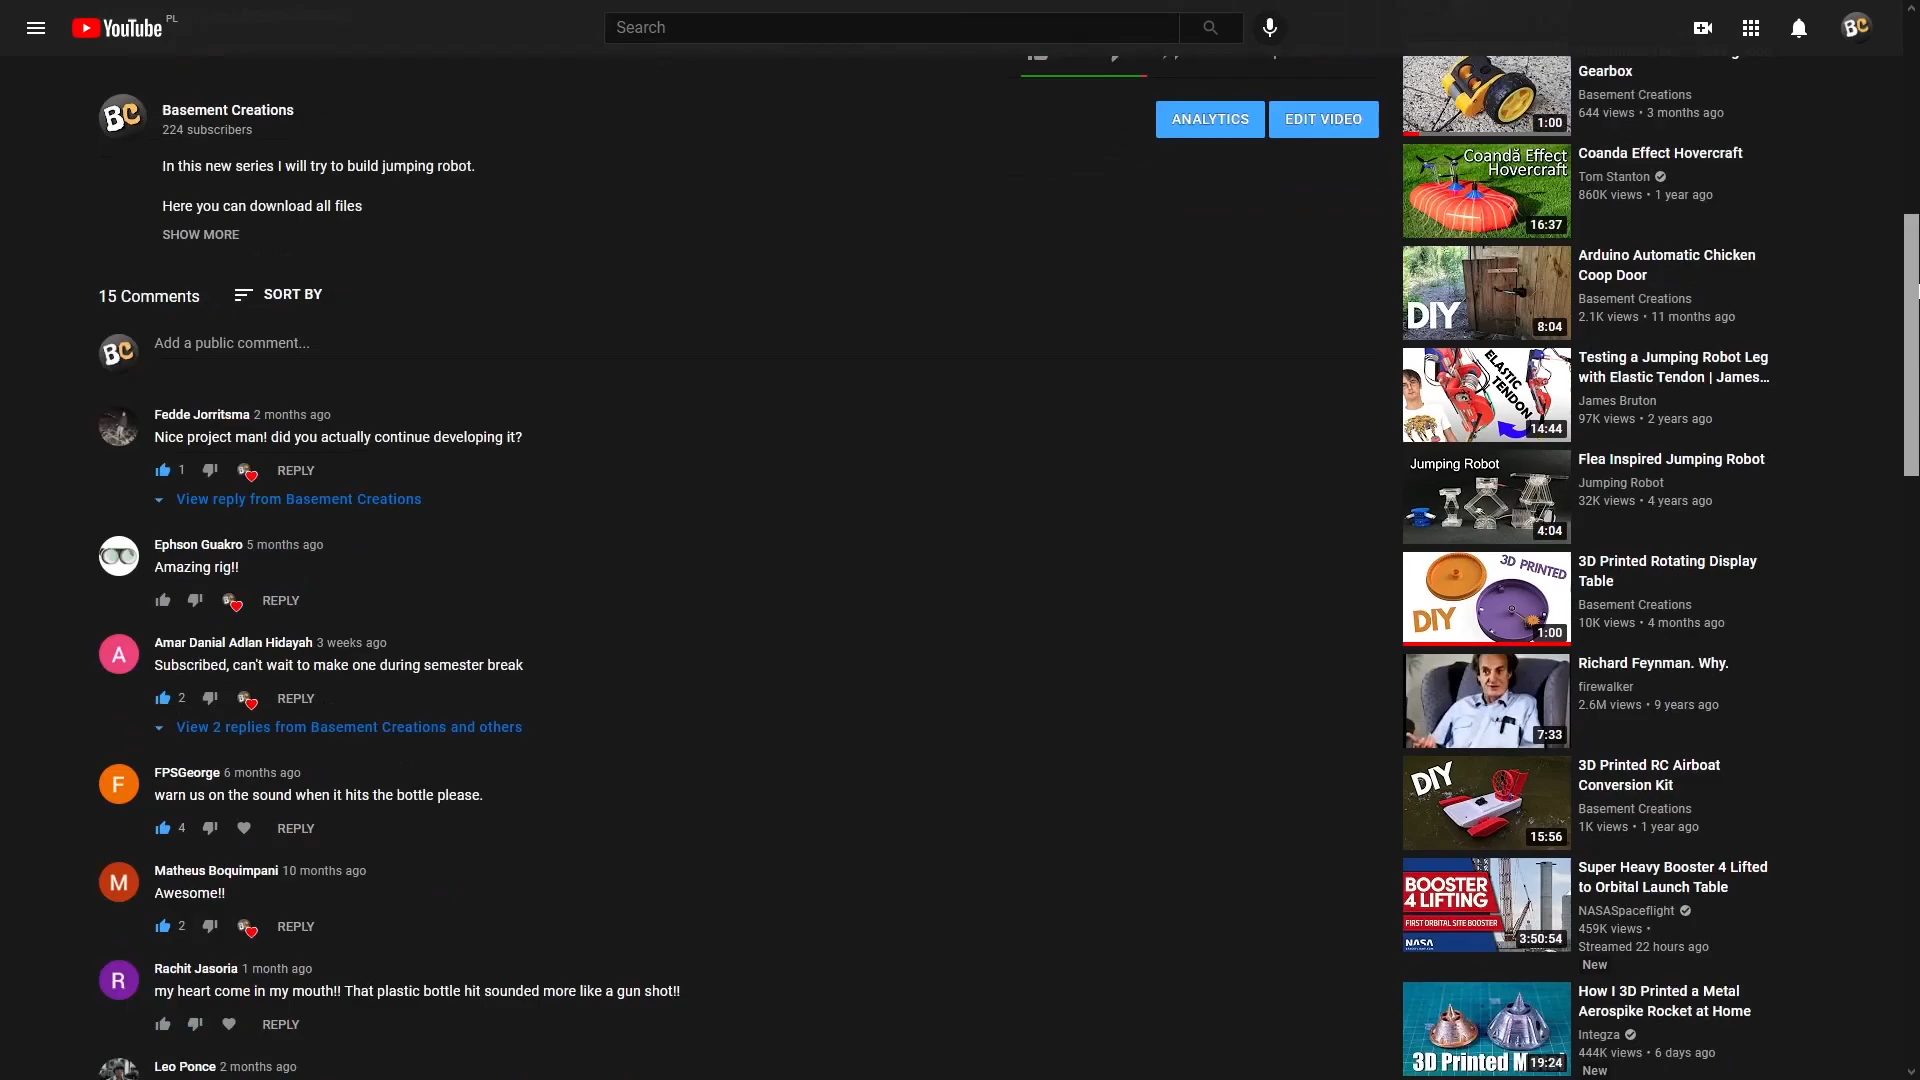 YouTube
PL
Search
BC
Basement Creations
224 subscribers
ANALYTICS
EDIT VIDEO
In this new series I will try to build jumping robot.
Here you can download all files
SHOW MORE
15 Comments
SORT BY
BC
Add a public comment...
Fedde Jorritsma 2 months ago
Nice project man! did you actually continue developing it?
1
REPLY
View reply from Basement Creations
Ephson Guakro 5 months ago
Amazing rig!!
REPLY
A
Amar Danial Adlan Hidayah 3 weeks ago
Subscribed, can't wait to make one during semester break
2
REPLY
View 2 replies from Basement Creations and others
F
FPSGeorge 6 months ago
warn us on the sound when it hits the bottle please.
4
REPLY
M
Matheus Boquimpani 10 months ago
Awesome!!
2
REPLY
R
Rachit Jasoria 1 month ago
my heart come in my mouth!! That plastic bottle hit sounded more like a gun shot!!
REPLY
Leo Ponce 2 months ago
BC
1:00
Gearbox
Basement Creations
644 views • 3 months ago
Coandă Effect
Hovercraft
16:37
Coanda Effect Hovercraft
Tom Stanton
860K views • 1 year ago
DIY
8:04
Arduino Automatic Chicken
Coop Door
Basement Creations
2.1K views • 11 months ago
ELASTIC
TENDON
14:44
Testing a Jumping Robot Leg
with Elastic Tendon | James...
James Bruton
97K views • 2 years ago
Jumping Robot
4:04
Flea Inspired Jumping Robot
Jumping Robot
32K views • 4 years ago
3D PRINTED
DIY
1:00
3D Printed Rotating Display
Table
Basement Creations
10K views • 4 months ago
7:33
Richard Feynman. Why.
firewalker
2.6M views • 9 years ago
DIY
15:56
3D Printed RC Airboat
Conversion Kit
Basement Creations
1K views • 1 year ago
BOOSTER
4 LIFTING
FIRST ORBITAL SITE BOOSTER
NASA
3:50:54
Super Heavy Booster 4 Lifted
to Orbital Launch Table
NASASpaceflight
459K views •
Streamed 22 hours ago
New
3D Printed M
19:24
How I 3D Printed a Metal
Aerospike Rocket at Home
Integza
444K views • 6 days ago
New